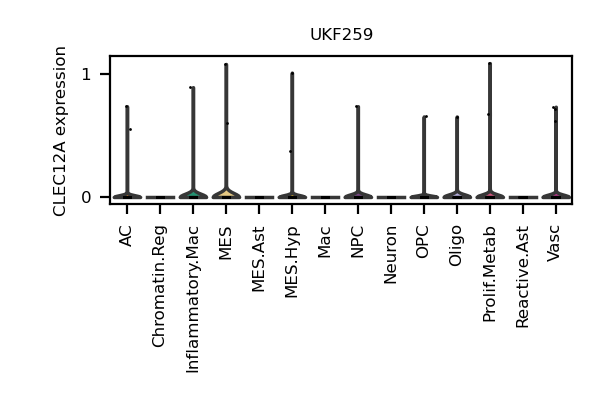 UKF259
CLEC12A expression
1
0
AC
Chromatin.Reg
Inflammatory.Mac
MES
MES.Ast
MES.Hyp
Mac
NPC
Neuron
OPC
Oligo
Prolif.Metab
Reactive.Ast
Vasc